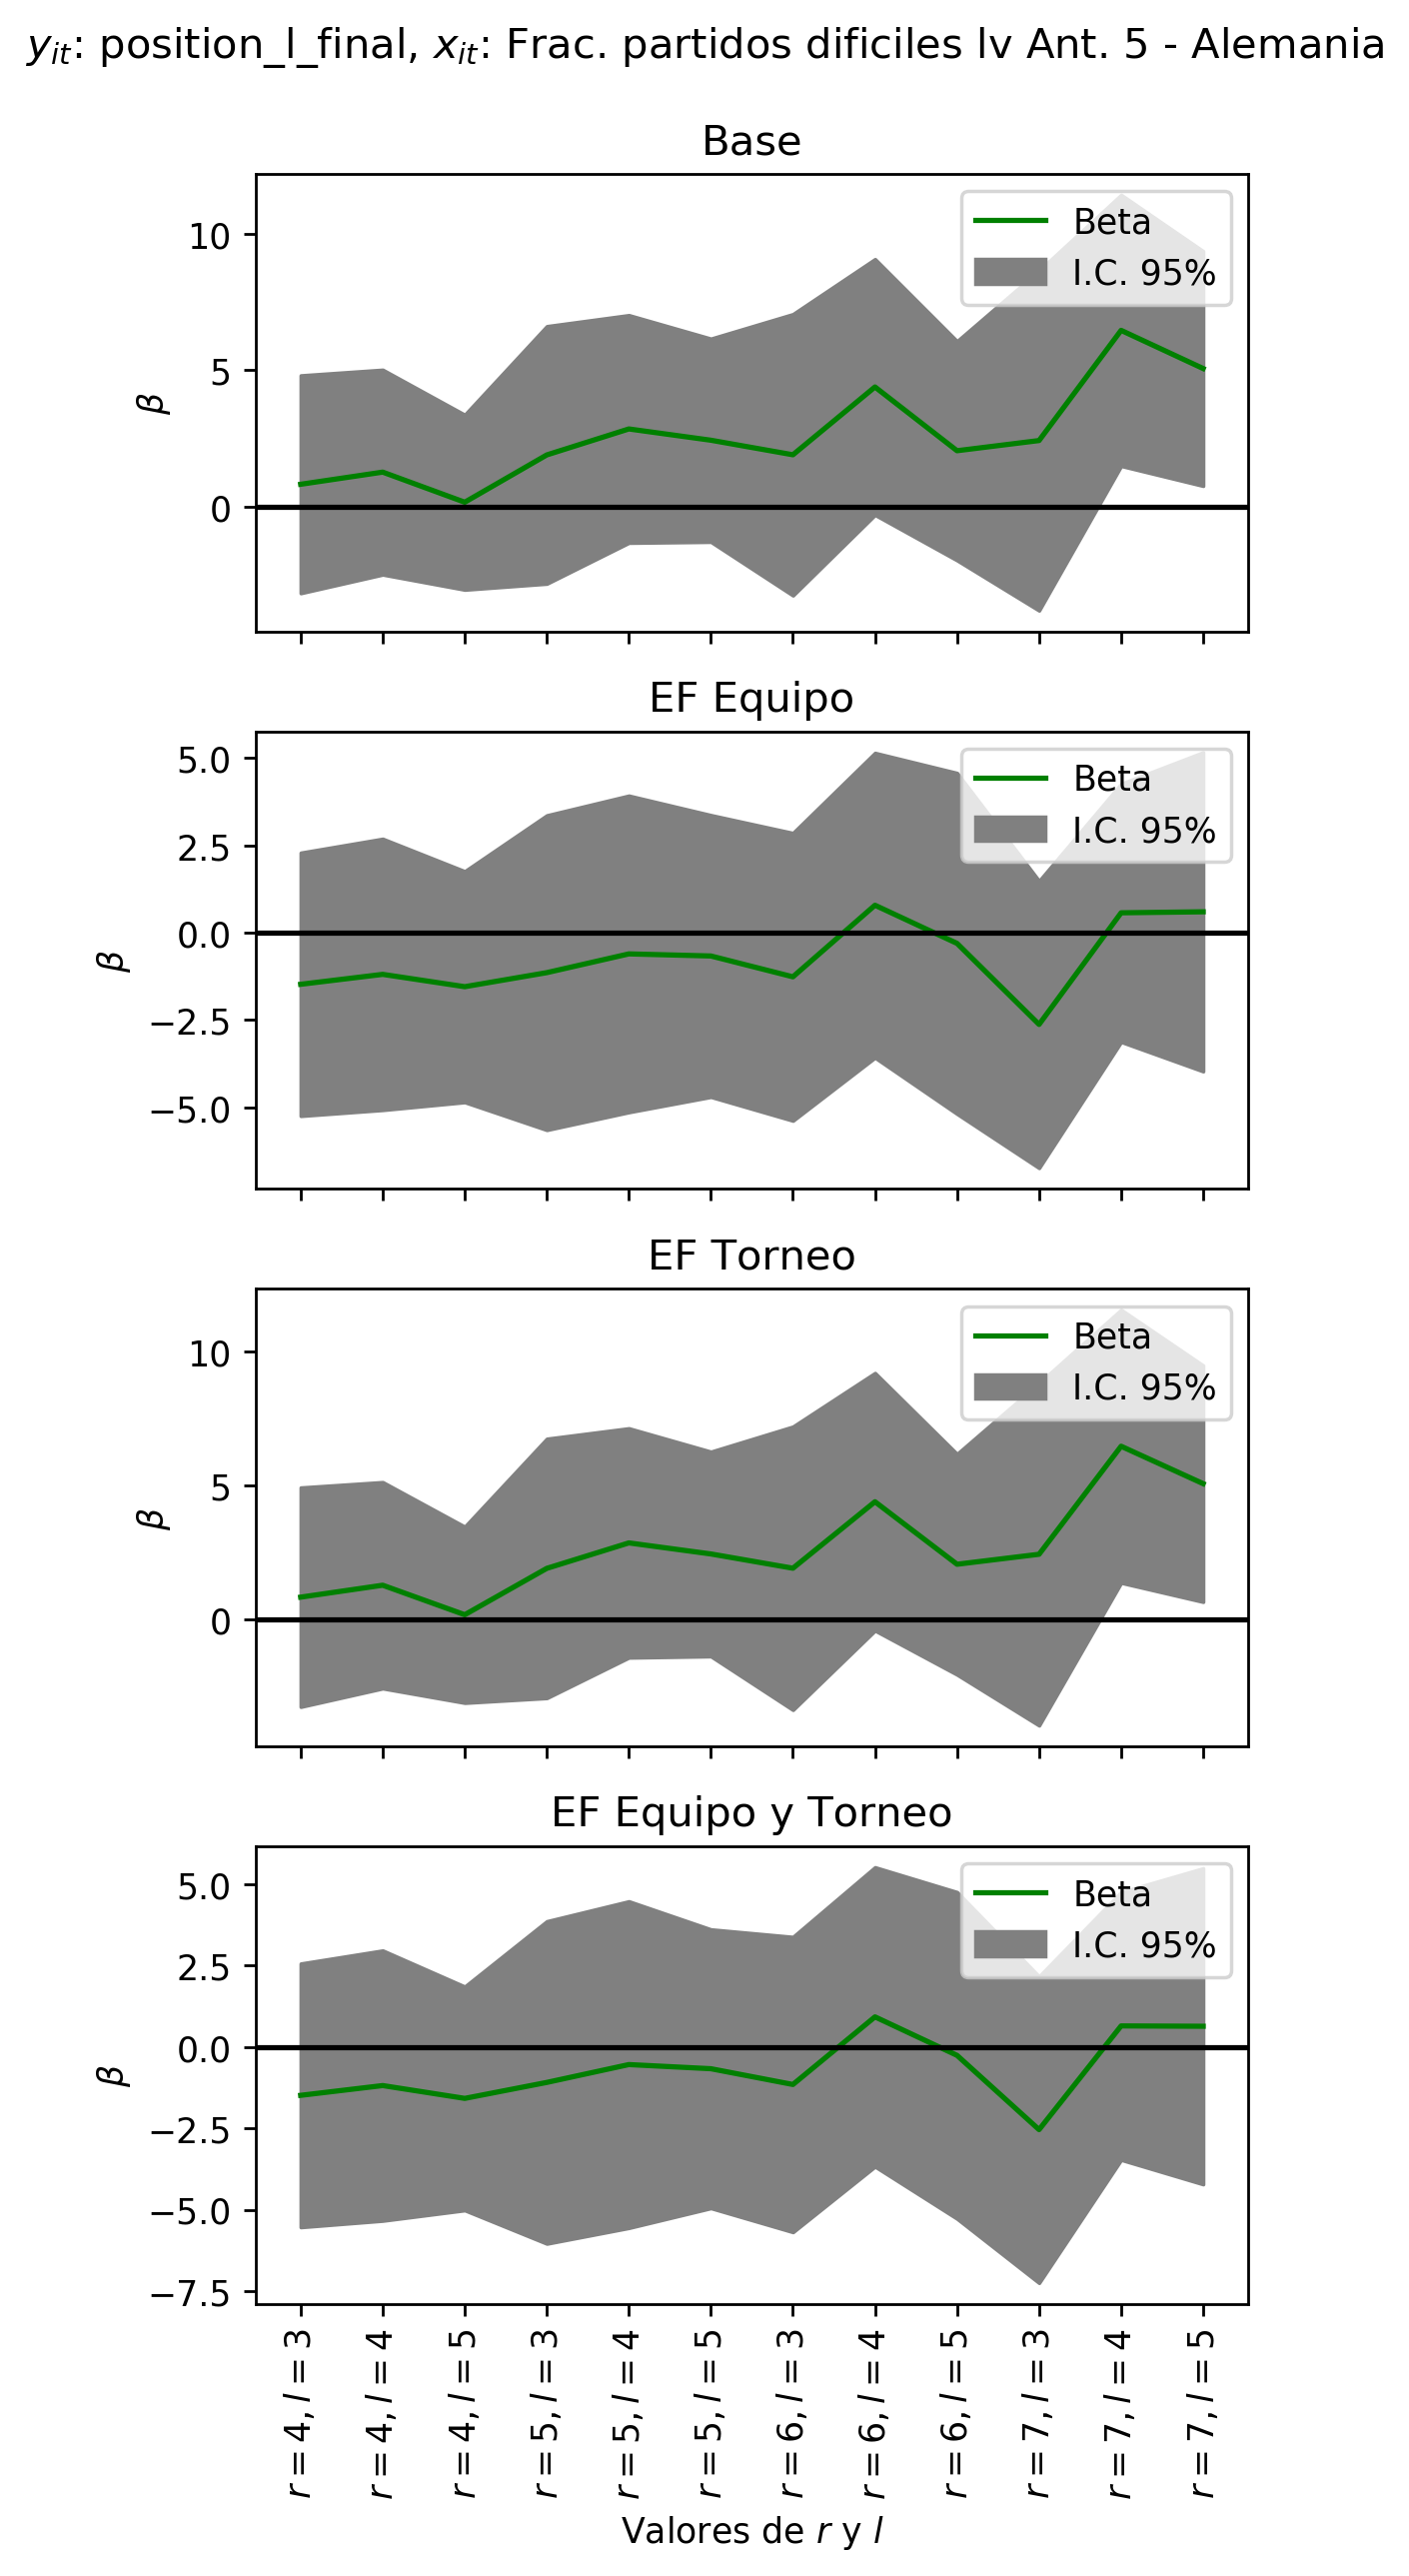 y_it: position_l_final, x_it: Frac. partidos dificiles lv Ant. 5 - Alemania
Base
10
5
0
β
Beta
I.C. 95%
EF Equipo
5.0
2.5
0.0
−2.5
−5.0
β
Beta
I.C. 95%
EF Torneo
10
5
0
β
Beta
I.C. 95%
EF Equipo y Torneo
5.0
2.5
0.0
−2.5
−5.0
−7.5
β
Beta
I.C. 95%
r = 4, l = 3
r = 4, l = 4
r = 4, l = 5
r = 5, l = 3
r = 5, l = 4
r = 5, l = 5
r = 6, l = 3
r = 6, l = 4
r = 6, l = 5
r = 7, l = 3
r = 7, l = 4
r = 7, l = 5
Valores de r y l